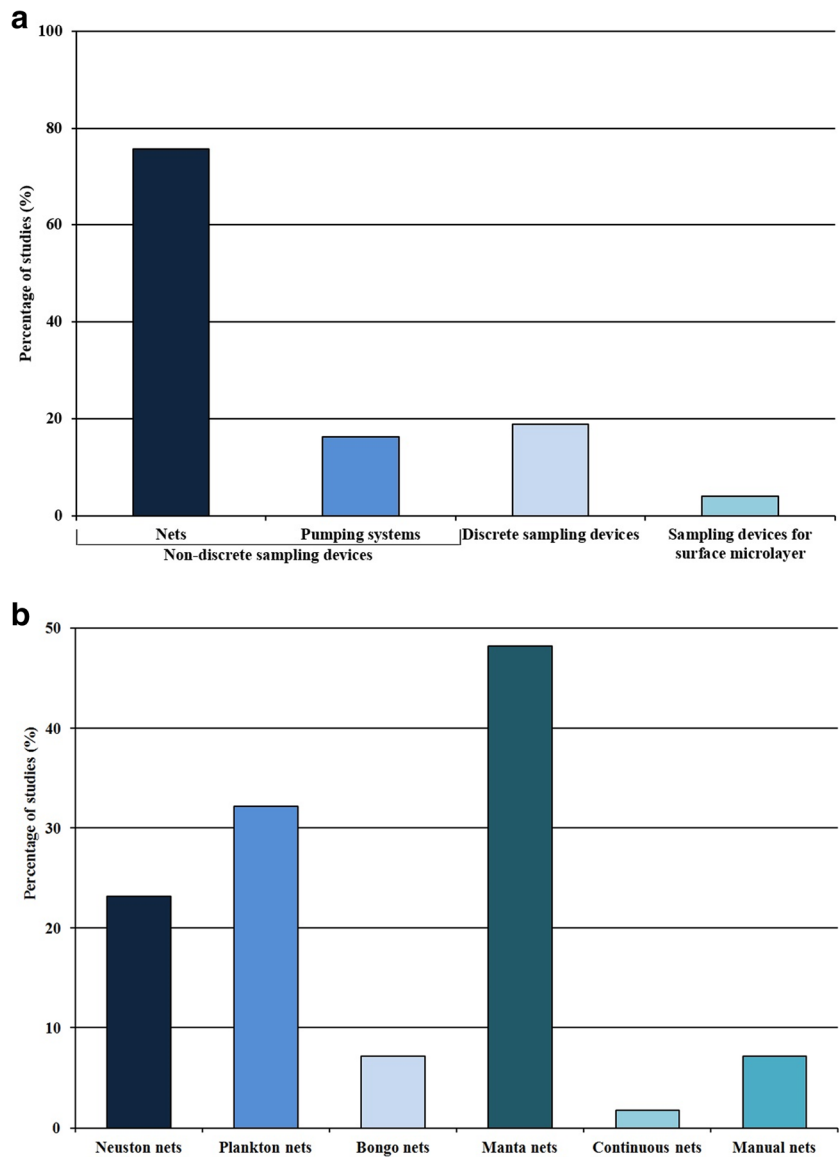 a
100
80
60
40
20
0
Percentage of studies (%)
Nets
Pumping systems
Discrete sampling devices
Sampling devices for
surface microlayer
Non-discrete sampling devices
b
50
40
30
20
10
0
Percentage of studies (%)
Neuston nets
Plankton nets
Bongo nets
Manta nets
Continuous nets
Manual nets